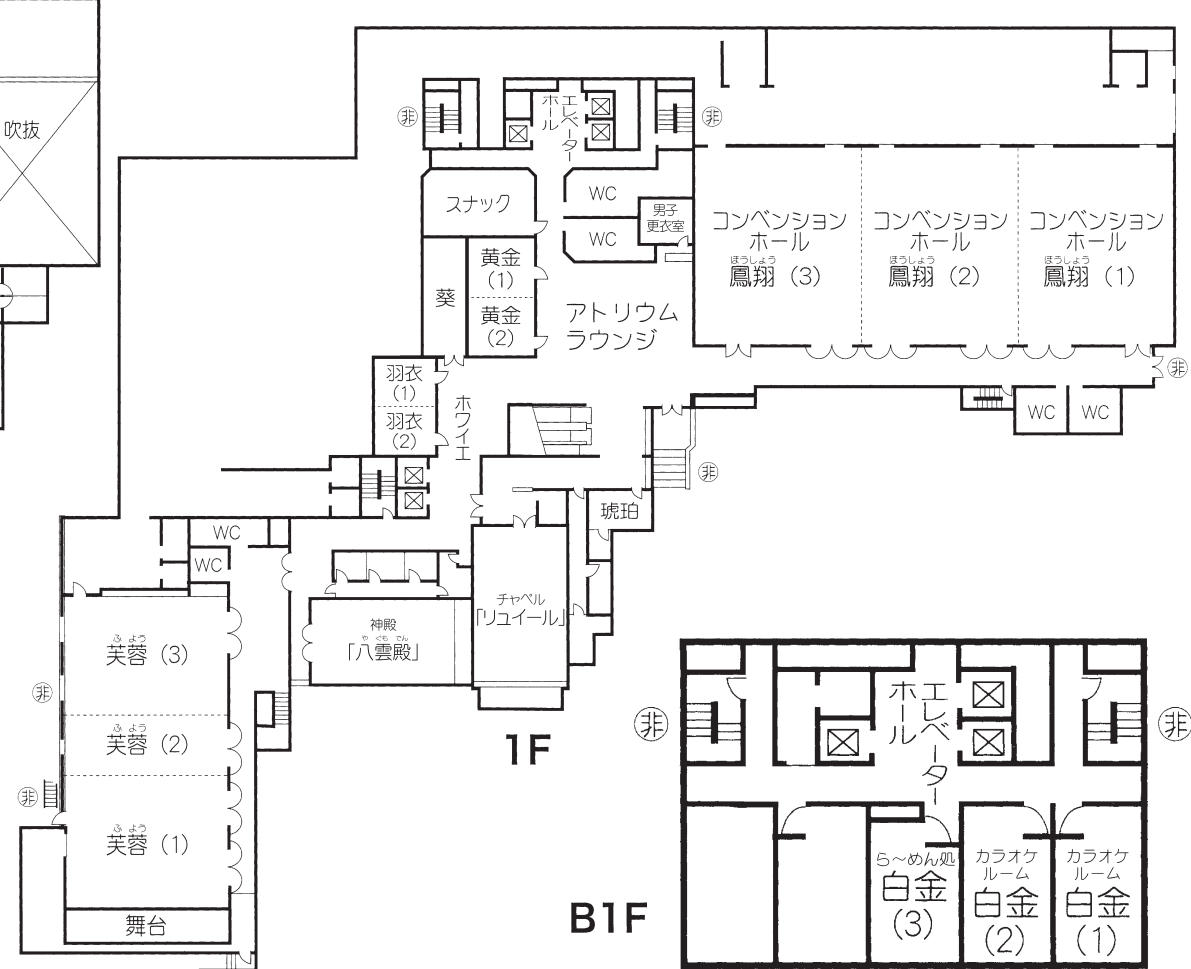 吹抜
非
エレベーター
ホール
非
スナック
WC
男子
更衣室
WC
コンベンション
ホール
ほうしょう
鳳翔(3)
コンベンション
ホール
ほうしょう
鳳翔(2)
コンベンション
ホール
ほうしょう
鳳翔(1)
黄金
(1)
葵
黄金
(2)
アトリウム
ラウンジ
非
羽衣
(1)
羽衣
(2)
ホワイエ
WC
WC
非
琥珀
WC
WC
チャペル
「リュイール」
神殿
や ぐも でん
「八雲殿」
ふ よう
芙蓉(3)
非
ふ よう
芙蓉(2)
非
ふ よう
芙蓉(1)
舞台
1F
非
エレベーター
ホール
非
ら〜めん処
白金
(3)
カラオケ
ルーム
白金
(2)
カラオケ
ルーム
白金
(1)
B1F